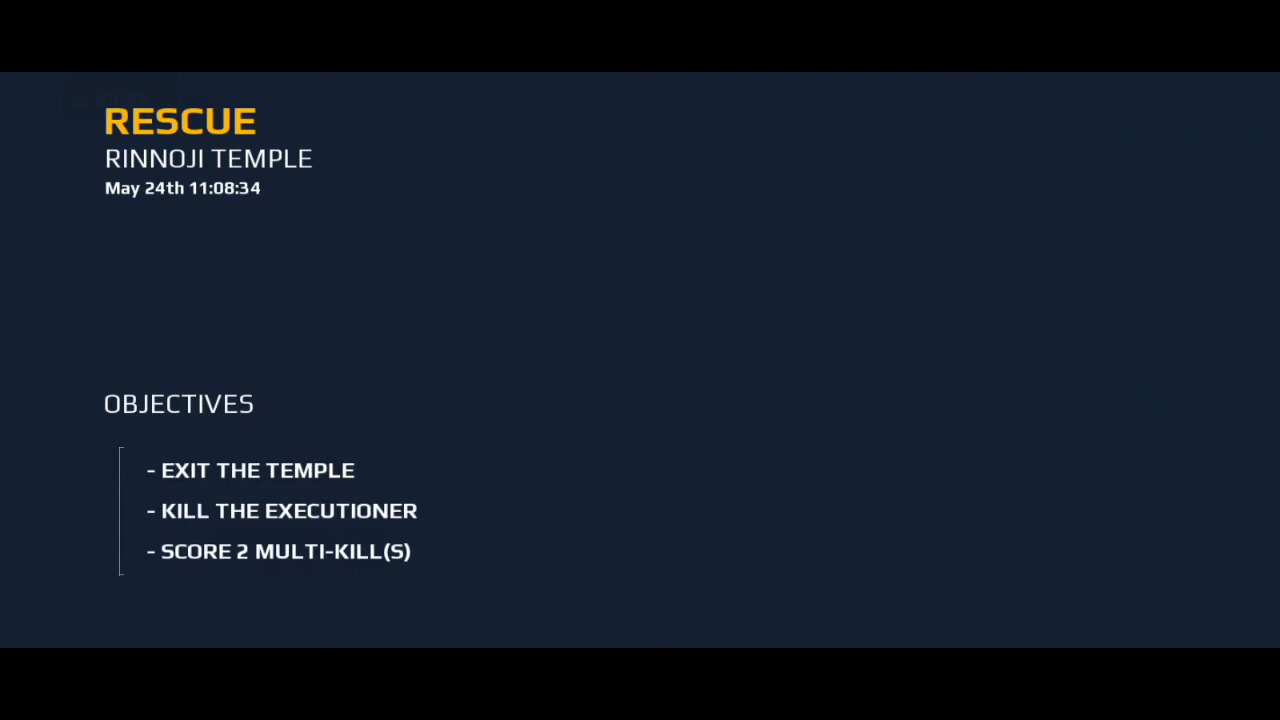 RESCUE
RINNOJI TEMPLE
May 24th 11:08:34
OBJECTIVES
- EXIT THE TEMPLE
- KILL THE EXECUTIONER
- SCORE 2 MULTI-KILL(S)